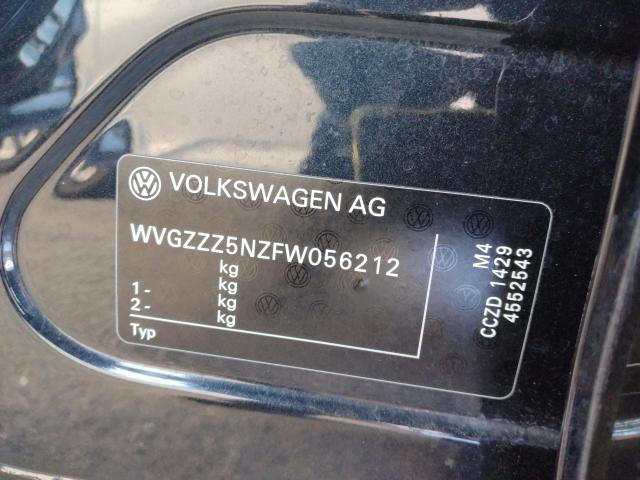 VOLKSWAGEN AG
WVGZZZ5NZFW056212
kg
1- kg
2- kg
kg
Typ
M4
CCZD 1429
4552543